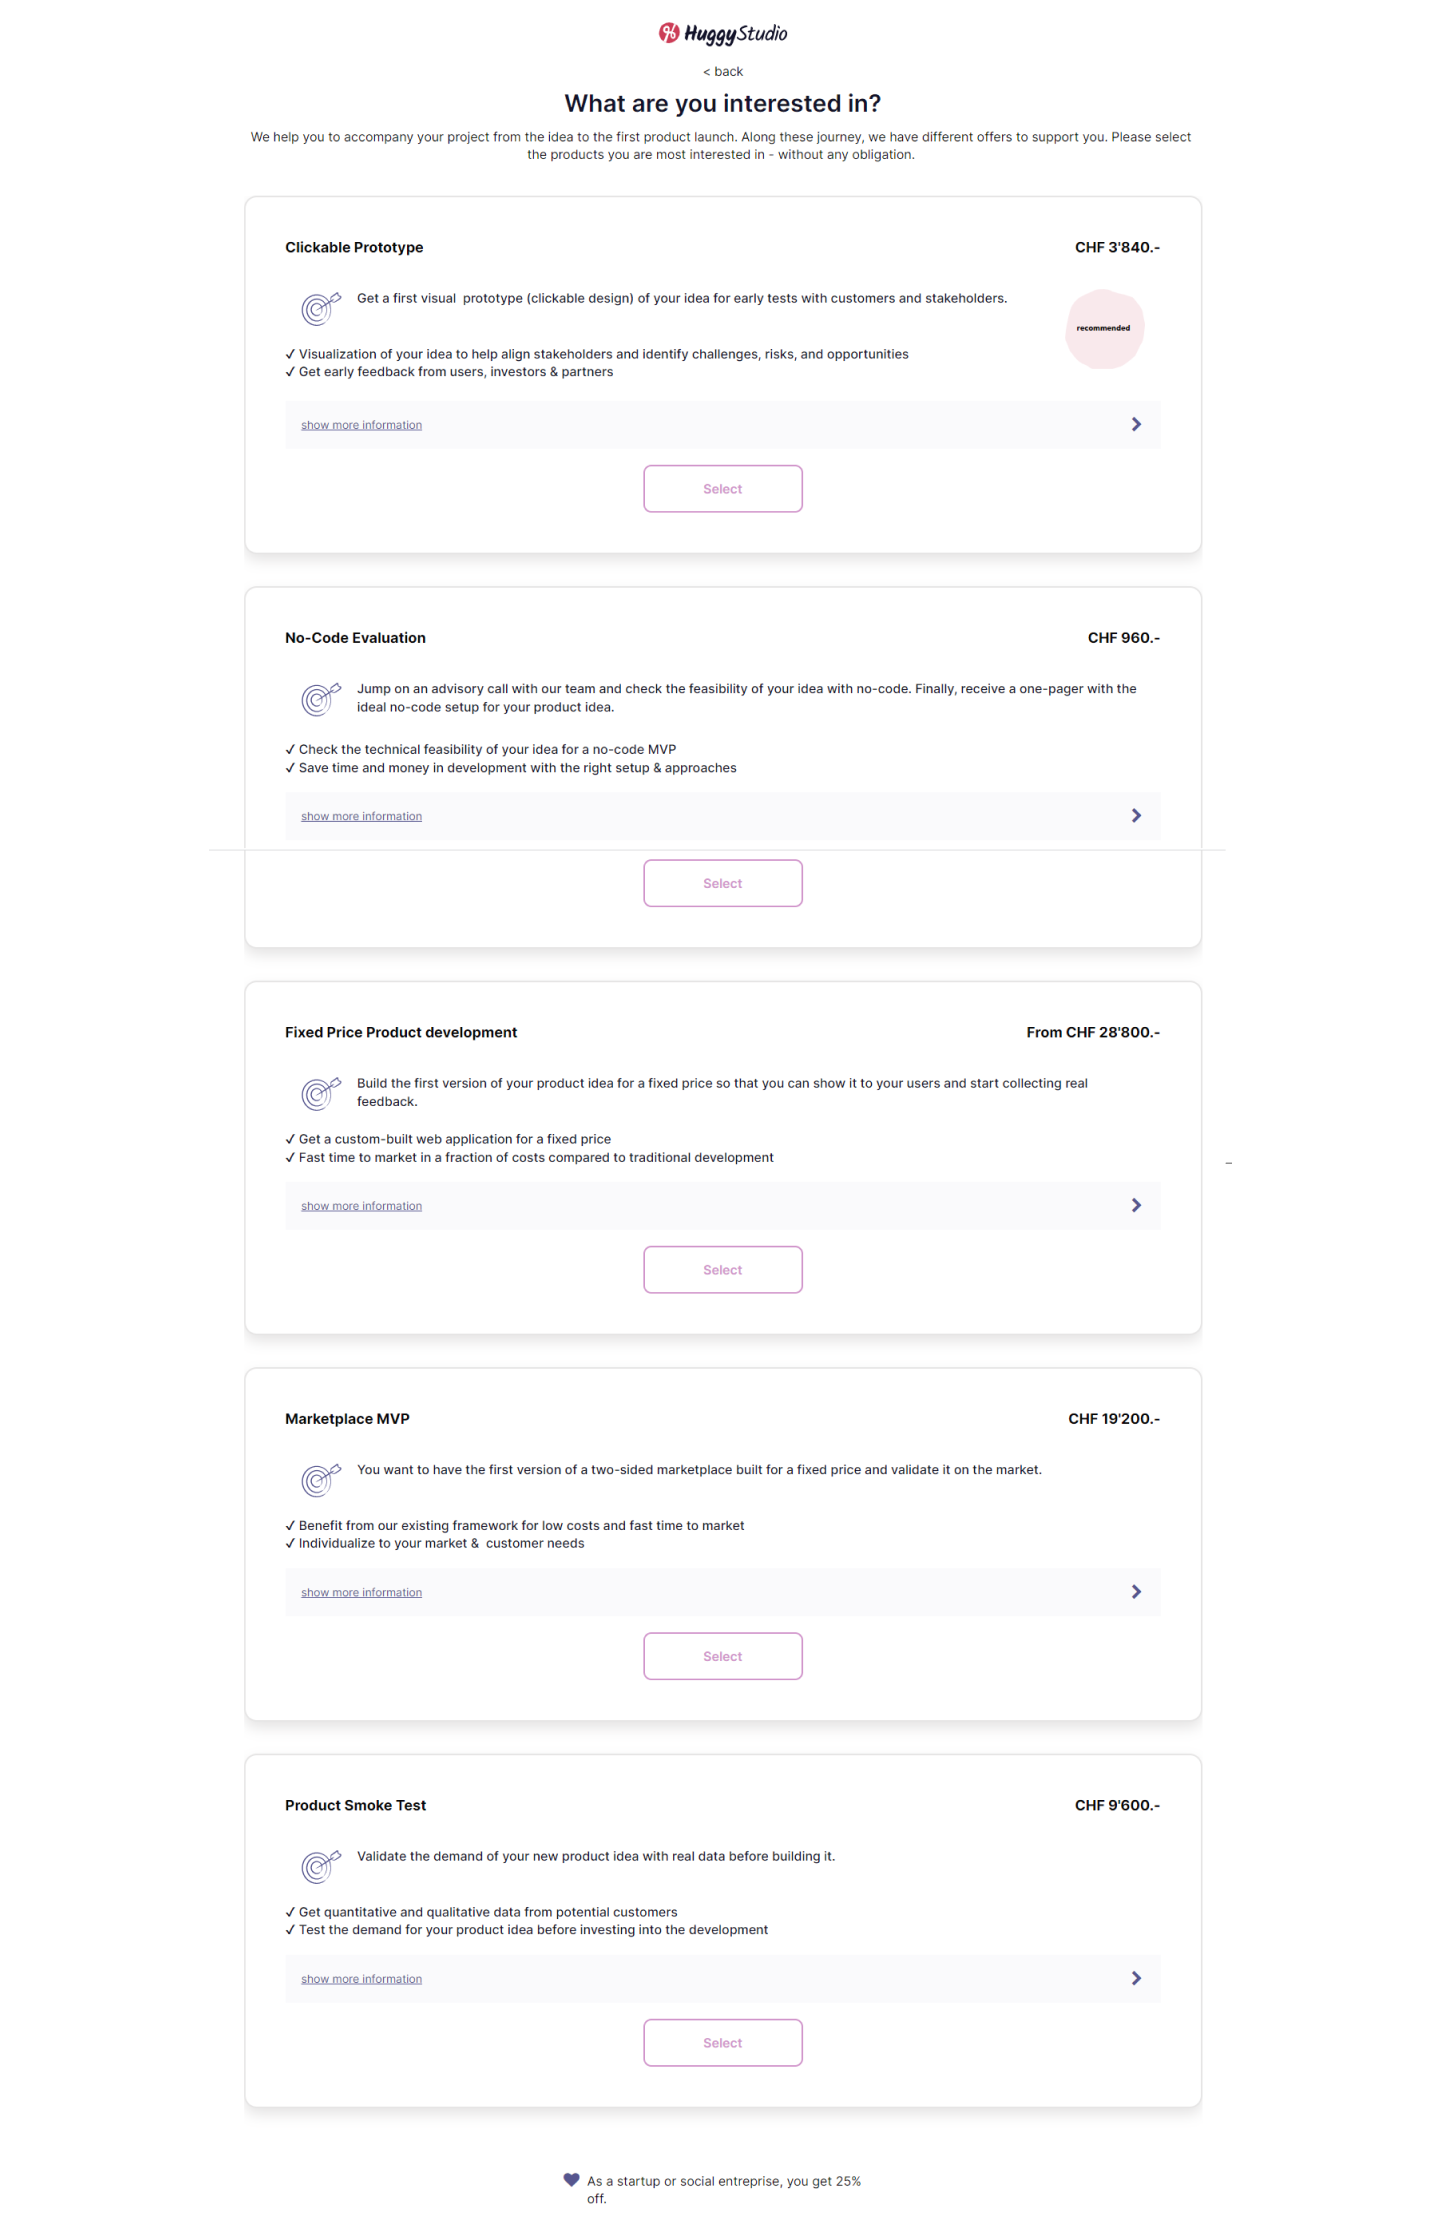 HuggyStudio
< back
What are you interested in?
We help you to accompany your project from the idea to the first product launch. Along these journey, we have different offers to support you. Please select
the products you are most interested in - without any obligation.
Clickable Prototype
CHF 3'840.-
Get a first visual  prototype (clickable design) of your idea for early tests with customers and stakeholders.
recommended
✓ Visualization of your idea to help align stakeholders and identify challenges, risks, and opportunities
✓ Get early feedback from users, investors & partners
show more information
Select
No-Code Evaluation
CHF 960.-
Jump on an advisory call with our team and check the feasibility of your idea with no-code. Finally, receive a one-pager with the
ideal no-code setup for your product idea.
✓ Check the technical feasibility of your idea for a no-code MVP
✓ Save time and money in development with the right setup & approaches
show more information
Select
Fixed Price Product development
From CHF 28'800.-
Build the first version of your product idea for a fixed price so that you can show it to your users and start collecting real
feedback.
✓ Get a custom-built web application for a fixed price
✓ Fast time to market in a fraction of costs compared to traditional development
show more information
Select
Marketplace MVP
CHF 19'200.-
You want to have the first version of a two-sided marketplace built for a fixed price and validate it on the market.
✓ Benefit from our existing framework for low costs and fast time to market
✓ Individualize to your market &  customer needs
show more information
Select
Product Smoke Test
CHF 9'600.-
Validate the demand of your new product idea with real data before building it.
✓ Get quantitative and qualitative data from potential customers
✓ Test the demand for your product idea before investing into the development
show more information
Select
As a startup or social entreprise, you get 25%
off.